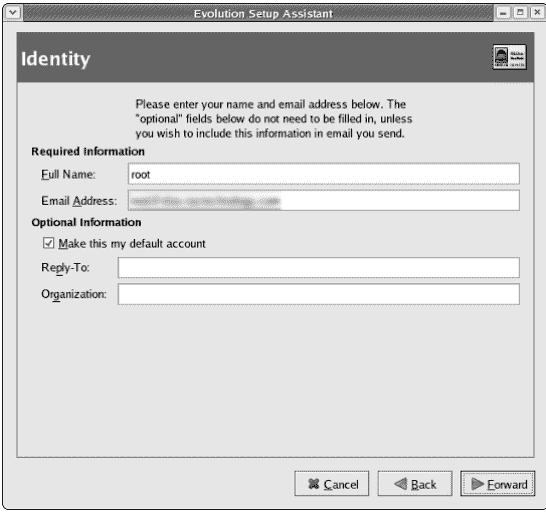 Evolution Setup Assistant
Identity
Please enter your name and email address below. The
"optional" fields below do not need to be filled in, unless
you wish to include this information in email you send.
Required Information
Full Name: root
Email Address:
Optional Information
Make this my default account
Reply-To:
Organization:
Cancel Back Forward